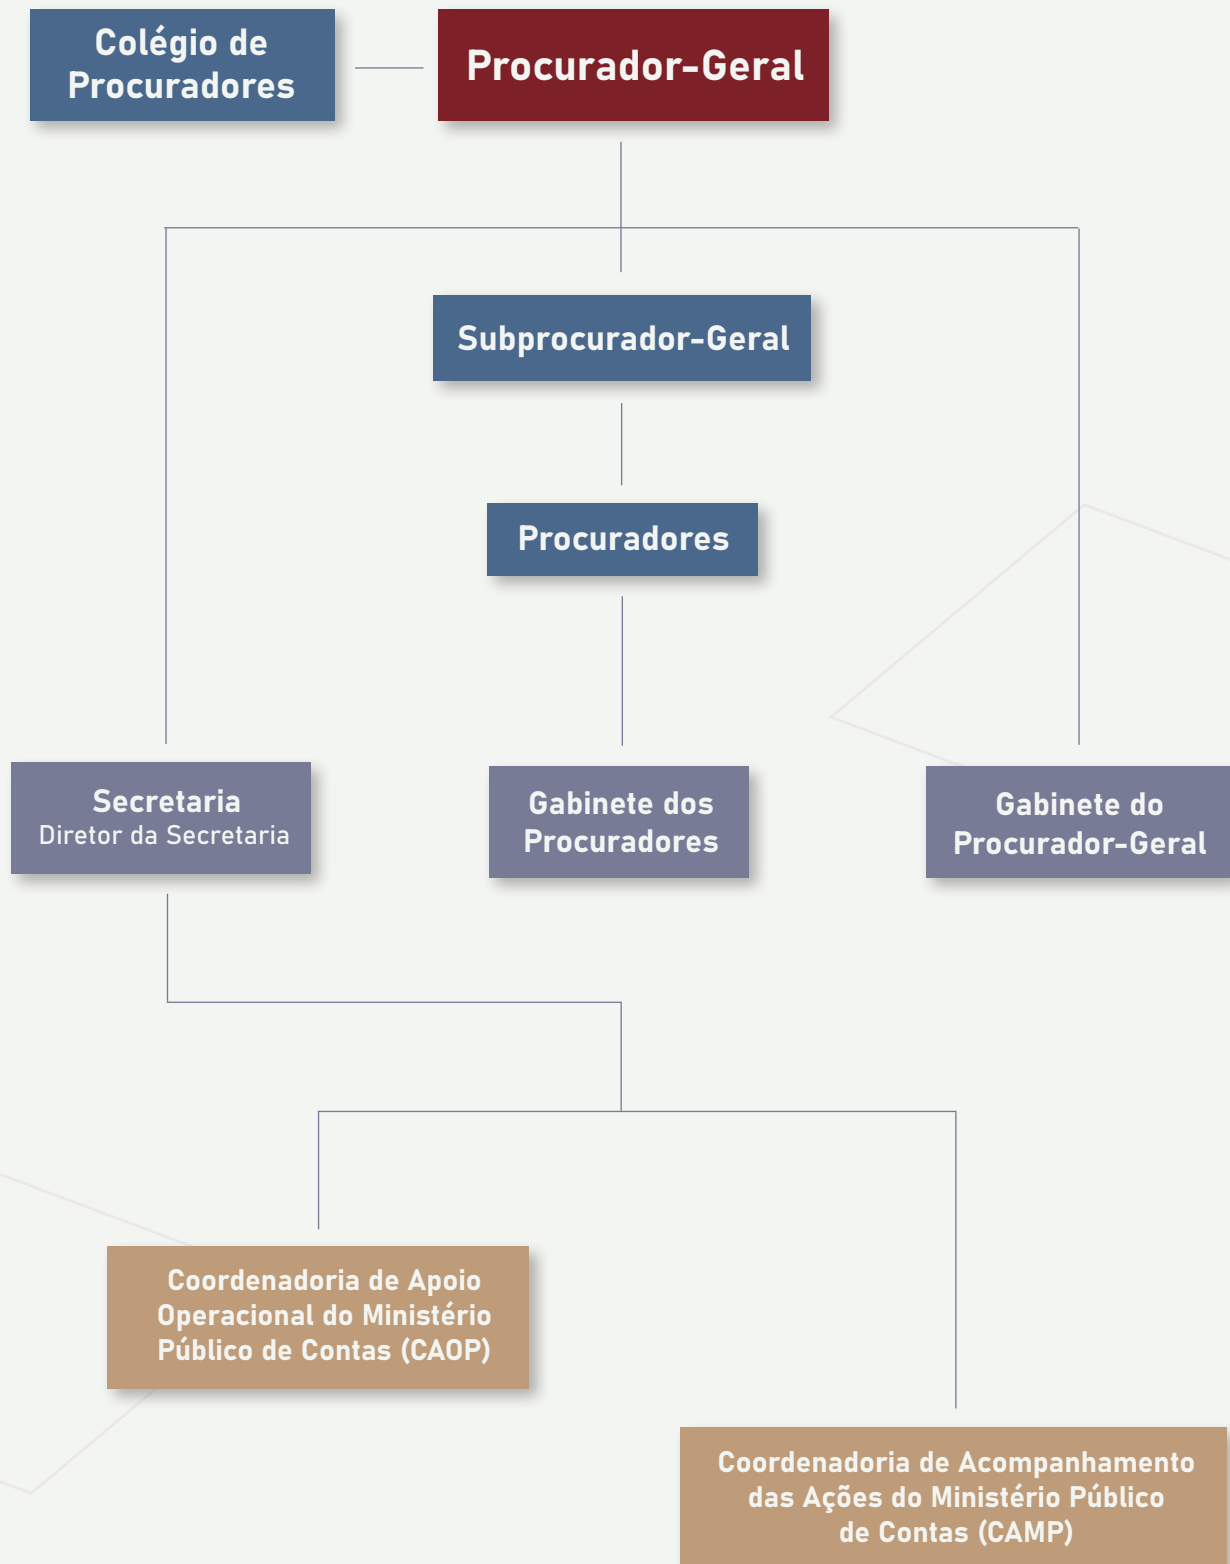 Colégio de
Procuradores
Procurador-Geral
Subprocurador-Geral
Procuradores
Secretaria
Diretor da Secretaria
Gabinete dos
Procuradores
Gabinete do
Procurador-Geral
Coordenadoria de Apoio
Operacional do Ministério
Público de Contas (CAOP)
Coordenadoria de Acompanhamento
das Ações do Ministério Público
de Contas (CAMP)